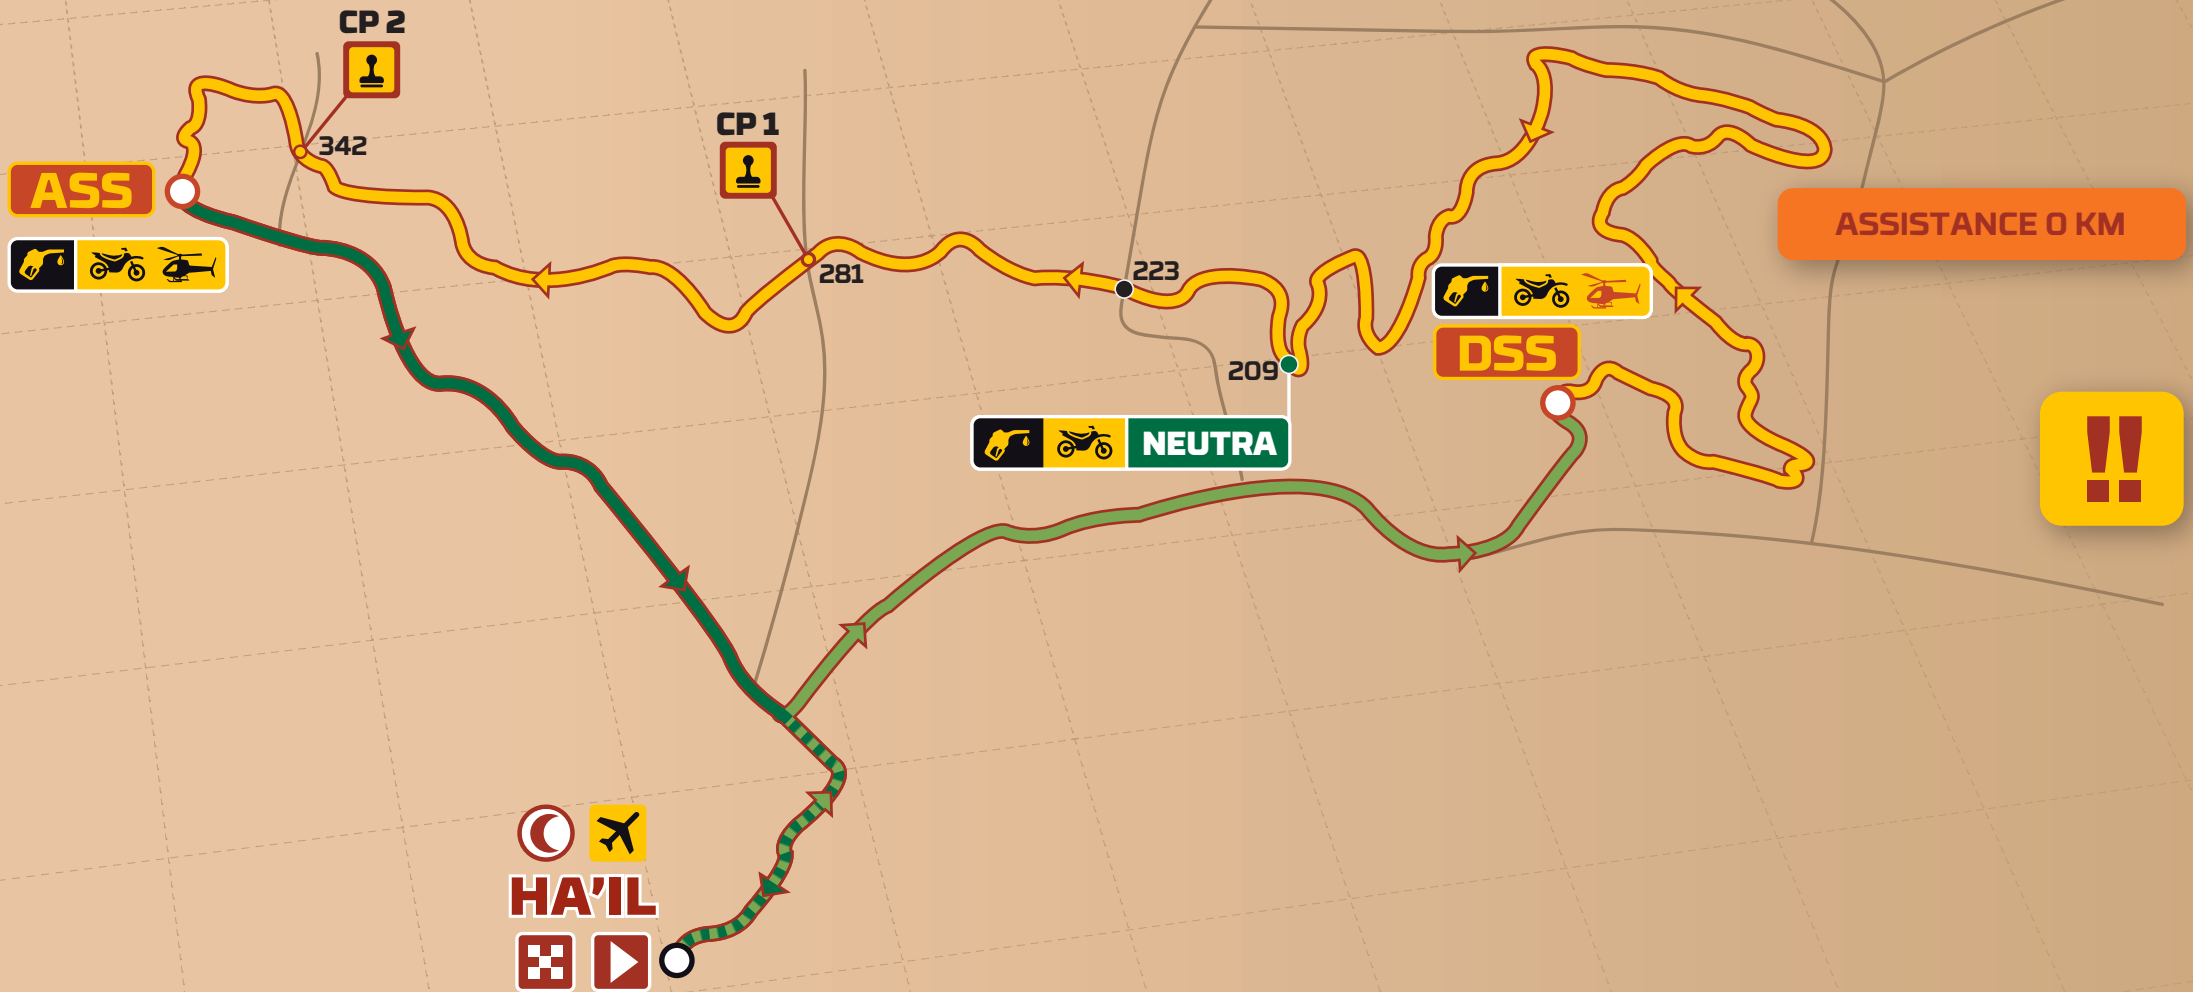 CP 2
342
ASS
CP 1
281
223
209
NEUTRA
DSS
ASSISTANCE 0 KM
!!
HA'IL